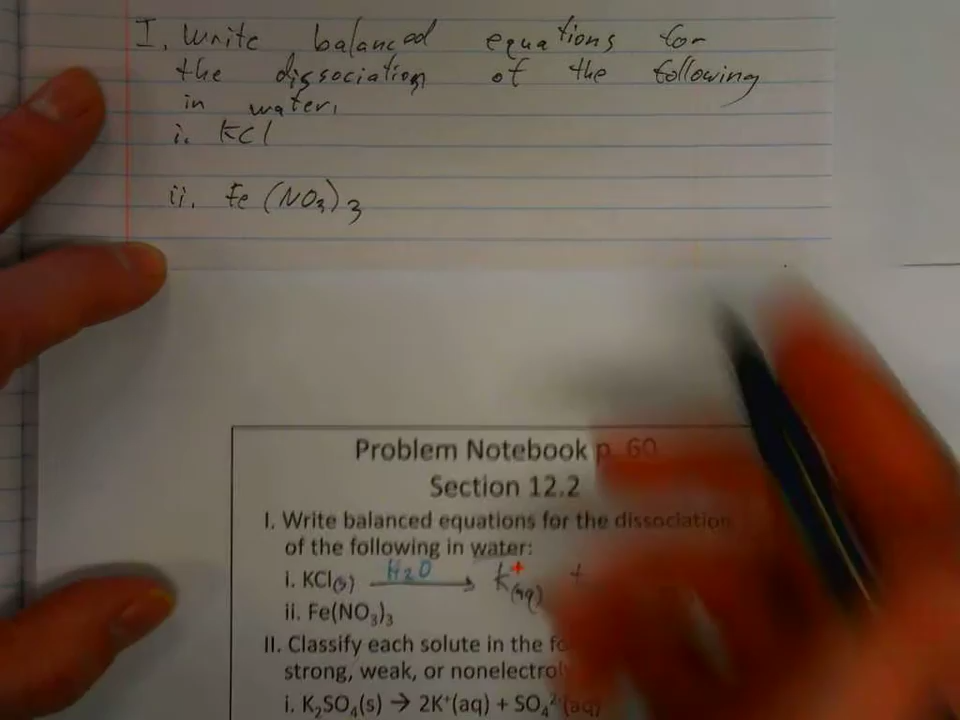 I. Write balanced equations for
the dissociation of the following
in water,
i. KCl
ii. Fe (NO3)3
Problem Notebook p. 60
Section 12.2
I. Write balanced equations for the dissociation
of the following in water:
i. KCl(s) H2O → K+(aq) +
ii. Fe(NO₃)₃
II. Classify each solute in the
strong, weak, or
i. K₂SO₄(s) → 2K⁺(aq) + SO₄²⁻(aq)